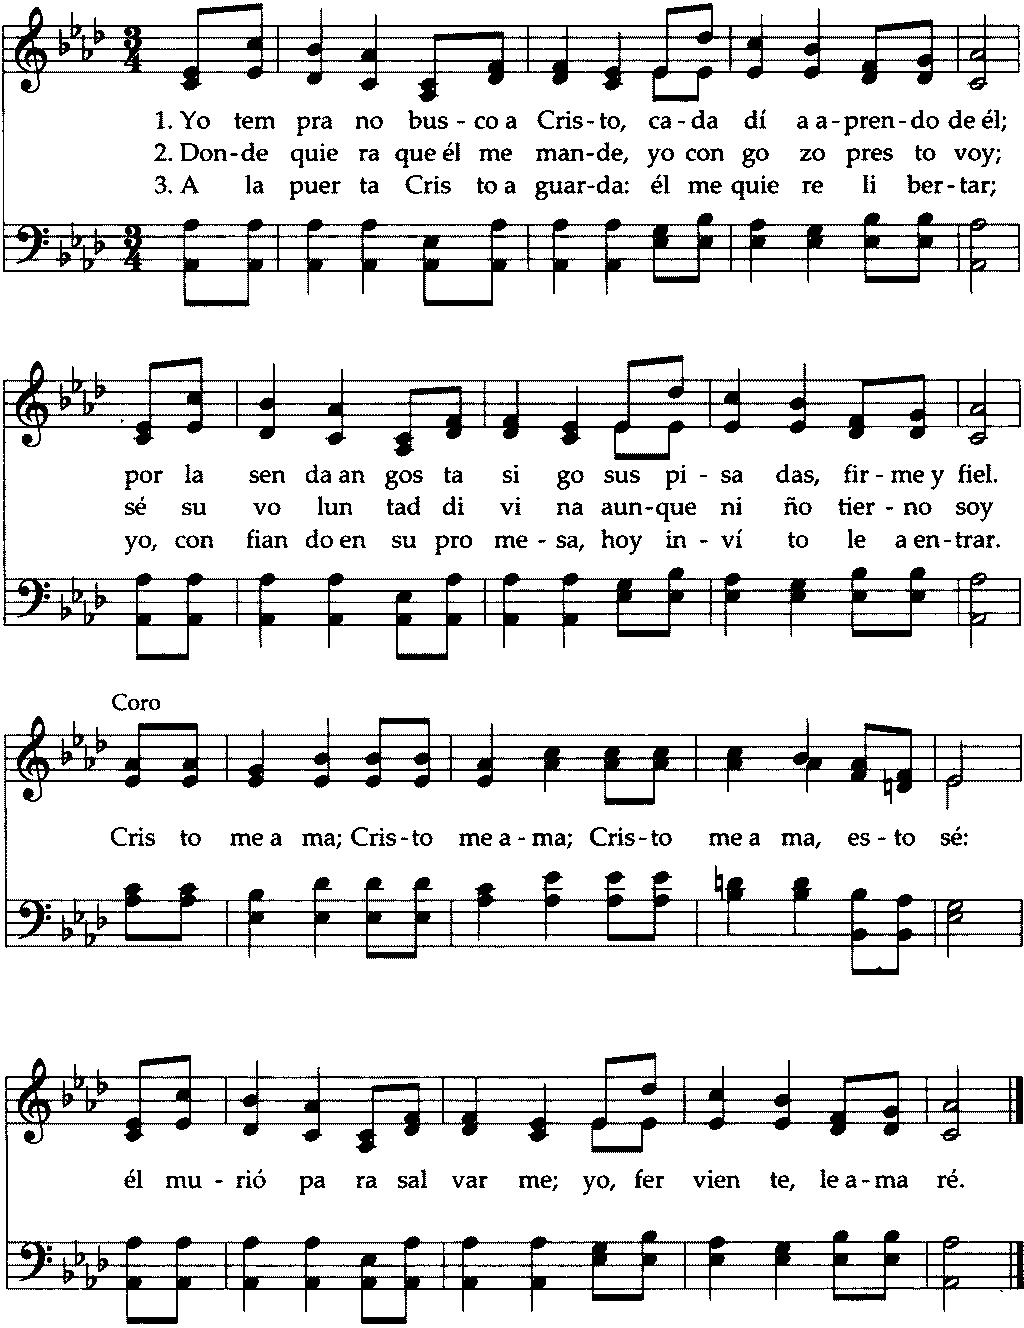 1. Yo tem pra no bus - co a Cris - to, ca - da dí a a - pren - do de él;
2. Don - de quie ra que él me man - de, yo con go zo pres to voy;
3. A la puer ta Cris to a guar - da: él me quie re li ber - tar;
por la sen da an gos ta si go sus pi - sa das, fir - me y fiel.
sé su vo lun tad di vi na aun - que ni ño tier - no soy
yo, con fian do en su pro me - sa, hoy in - ví to le a en - trar.
Coro
Cris to me a ma; Cris - to me a - ma; Cris - to me a ma, es - to sé:
él mu - rió pa ra sal var me; yo, fer vien te, le a - ma ré.